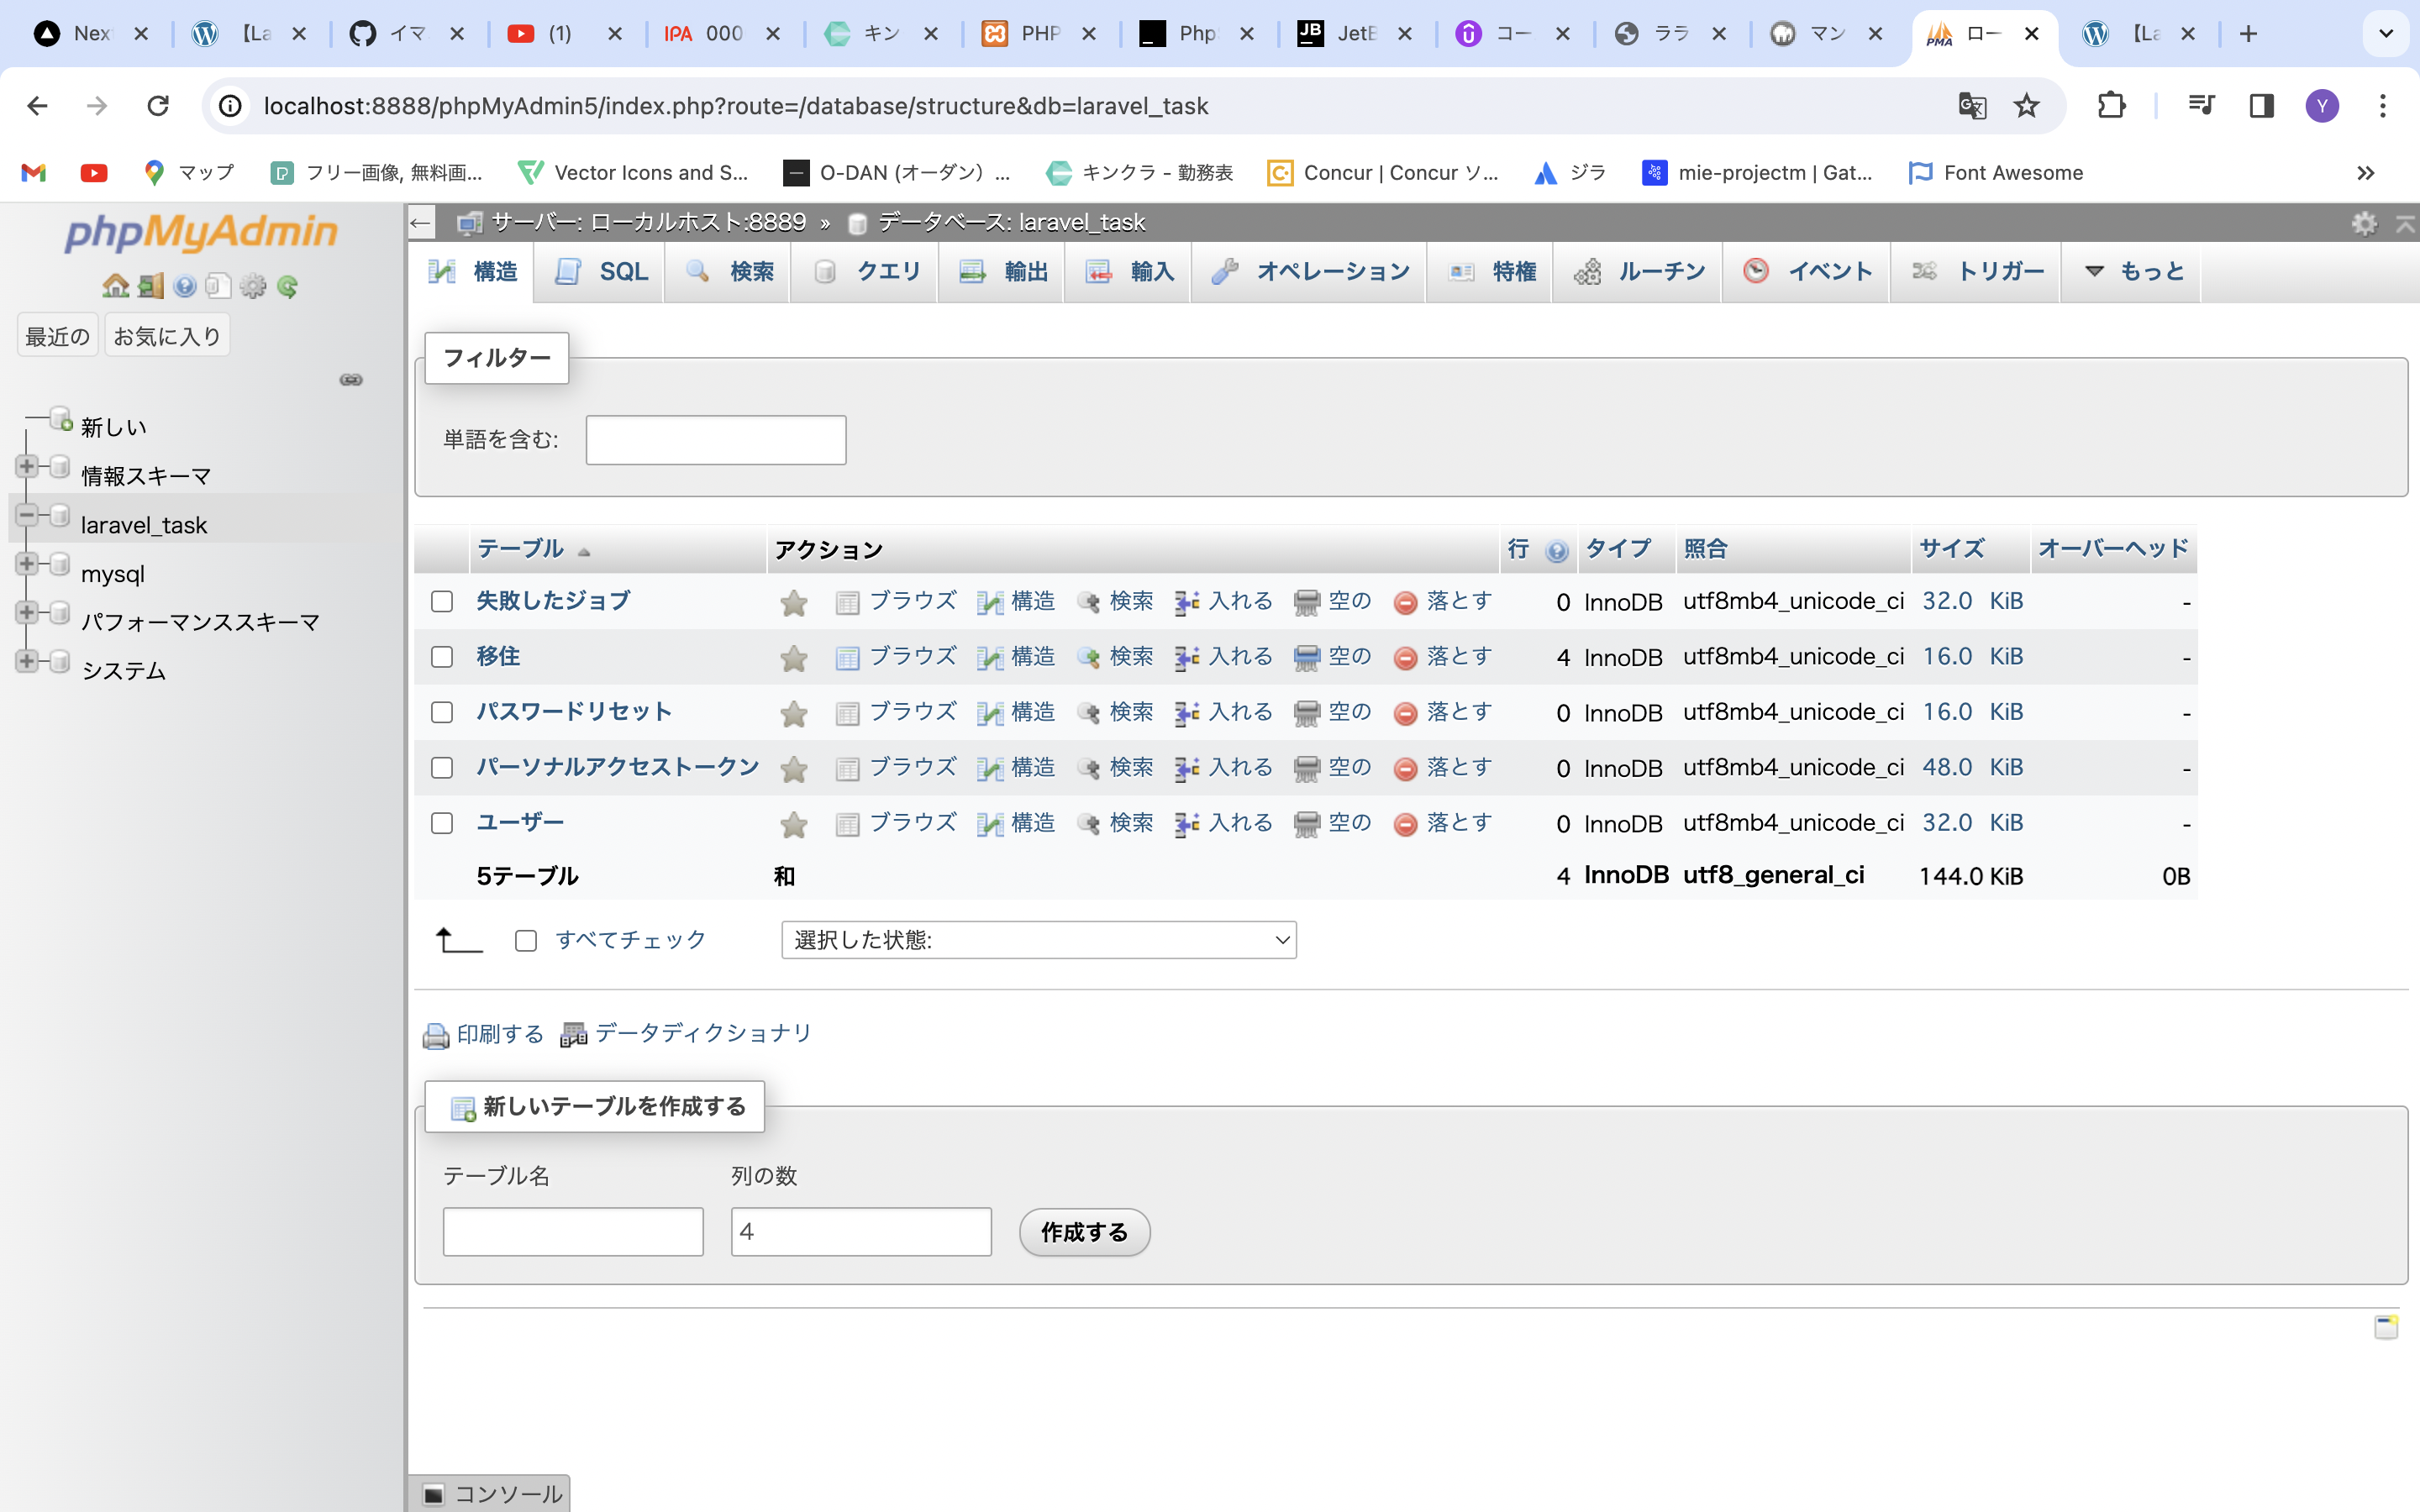 Nex
【La
イマ
(1)
IPA 000
キン
PHP
Php
JB JetB
コー
ララ
マン
PMA ロー
【La
localhost:8888/phpMyAdmin5/index.php?route=/database/structure&db=laravel_task
Y
マップ
フリー画像, 無料画...
Vector Icons and S...
O-DAN (オーダン) ...
キンクラ - 勤務表
Concur | Concur ソ...
ジラ
mie-projectm | Gat...
Font Awesome
phpMyAdmin
最近の お気に入り
新しい
情報スキーマ
laravel_task
mysql
パフォーマンススキーマ
システム
サーバー: ローカルホスト:8889 » データベース: laravel_task
構造 SQL 検索 クエリ 輸出 輸入 オペレーション 特権 ルーチン イベント トリガー もっと
フィルター
単語を含む:
テーブル アクション 行 タイプ 照合 サイズ オーバーヘッド
失敗したジョブ ブラウズ 構造 検索 入れる 空の 落とす 0 InnoDB utf8mb4_unicode_ci 32.0 KiB -
移住 ブラウズ 構造 検索 入れる 空の 落とす 4 InnoDB utf8mb4_unicode_ci 16.0 KiB -
パスワードリセット ブラウズ 構造 検索 入れる 空の 落とす 0 InnoDB utf8mb4_unicode_ci 16.0 KiB -
パーソナルアクセストークン ブラウズ 構造 検索 入れる 空の 落とす 0 InnoDB utf8mb4_unicode_ci 48.0 KiB -
ユーザー ブラウズ 構造 検索 入れる 空の 落とす 0 InnoDB utf8mb4_unicode_ci 32.0 KiB -
5テーブル 和 4 InnoDB utf8_general_ci 144.0 KiB 0B
すべてチェック 選択した状態:
印刷する データディクショナリ
新しいテーブルを作成する
テーブル名 列の数
4 作成する
コンソール